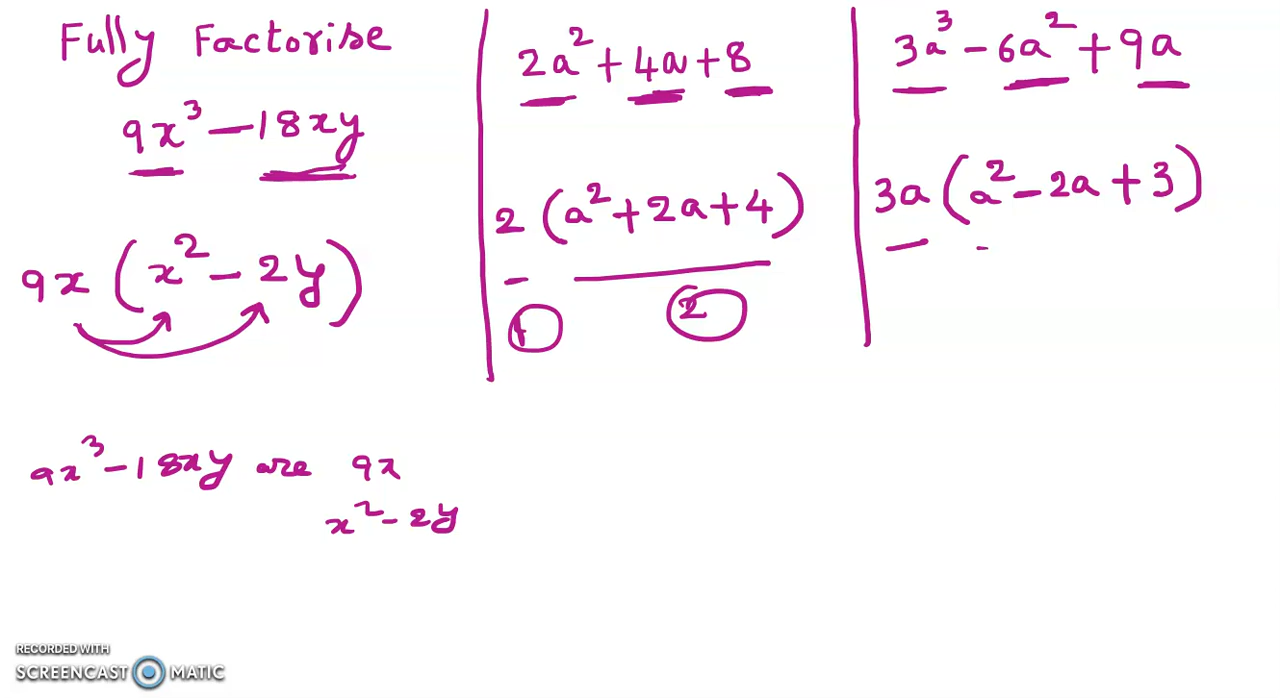 Fully Factorise
9x³ - 18xy
9x (x² - 2y)
9x³ - 18xy are 9x
x² - 2y
2a² + 4a + 8
2 (a² + 2a + 4)
1 2
3a³ - 6a² + 9a
3a (a² - 2a + 3)
RECORDED WITH
SCREENCAST MATIC